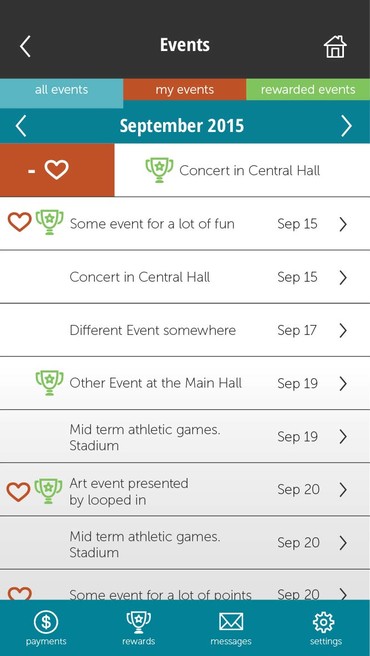 Events
all events my events rewarded events
September 2015
- Concert in Central Hall
Some event for a lot of fun Sep 15
Concert in Central Hall Sep 15
Different Event somewhere Sep 17
Other Event at the Main Hall Sep 19
Mid term athletic games.
Stadium Sep 19
Art event presented
by looped in Sep 20
Mid term athletic games.
Stadium Sep 20
Some event for a lot of points Sep 20
payments rewards messages settings